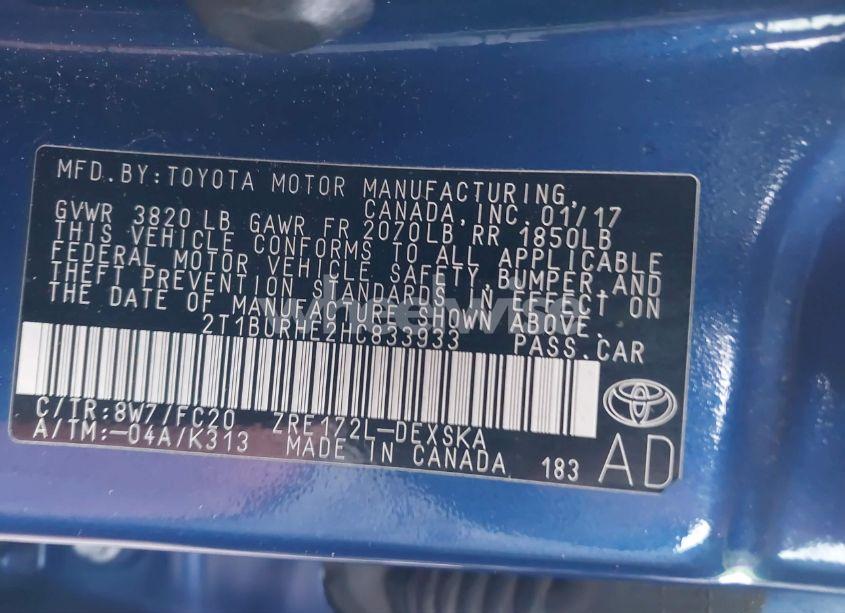 MFD.BY:TOYOTA MOTOR MANUFACTURING,
CANADA,INC.01/17
GVWR 3820 LB GAWR FR 2070LB RR 1850LB
THIS VEHICLE CONFORMS TO ALL APPLICABLE
FEDERAL MOTOR VEHICLE SAFETY,BUMPER,AND
THEFT PREVENTION STANDARDS IN EFFECT ON
THE DATE OF MANUFACTURE SHOWN ABOVE.
2T1BURHE2HC833933 PASS.CAR
C/TR:8W7/FC20 ZRE172L-DEXSKA
A/TM:-04A/K313 MADE IN CANADA 183 AD